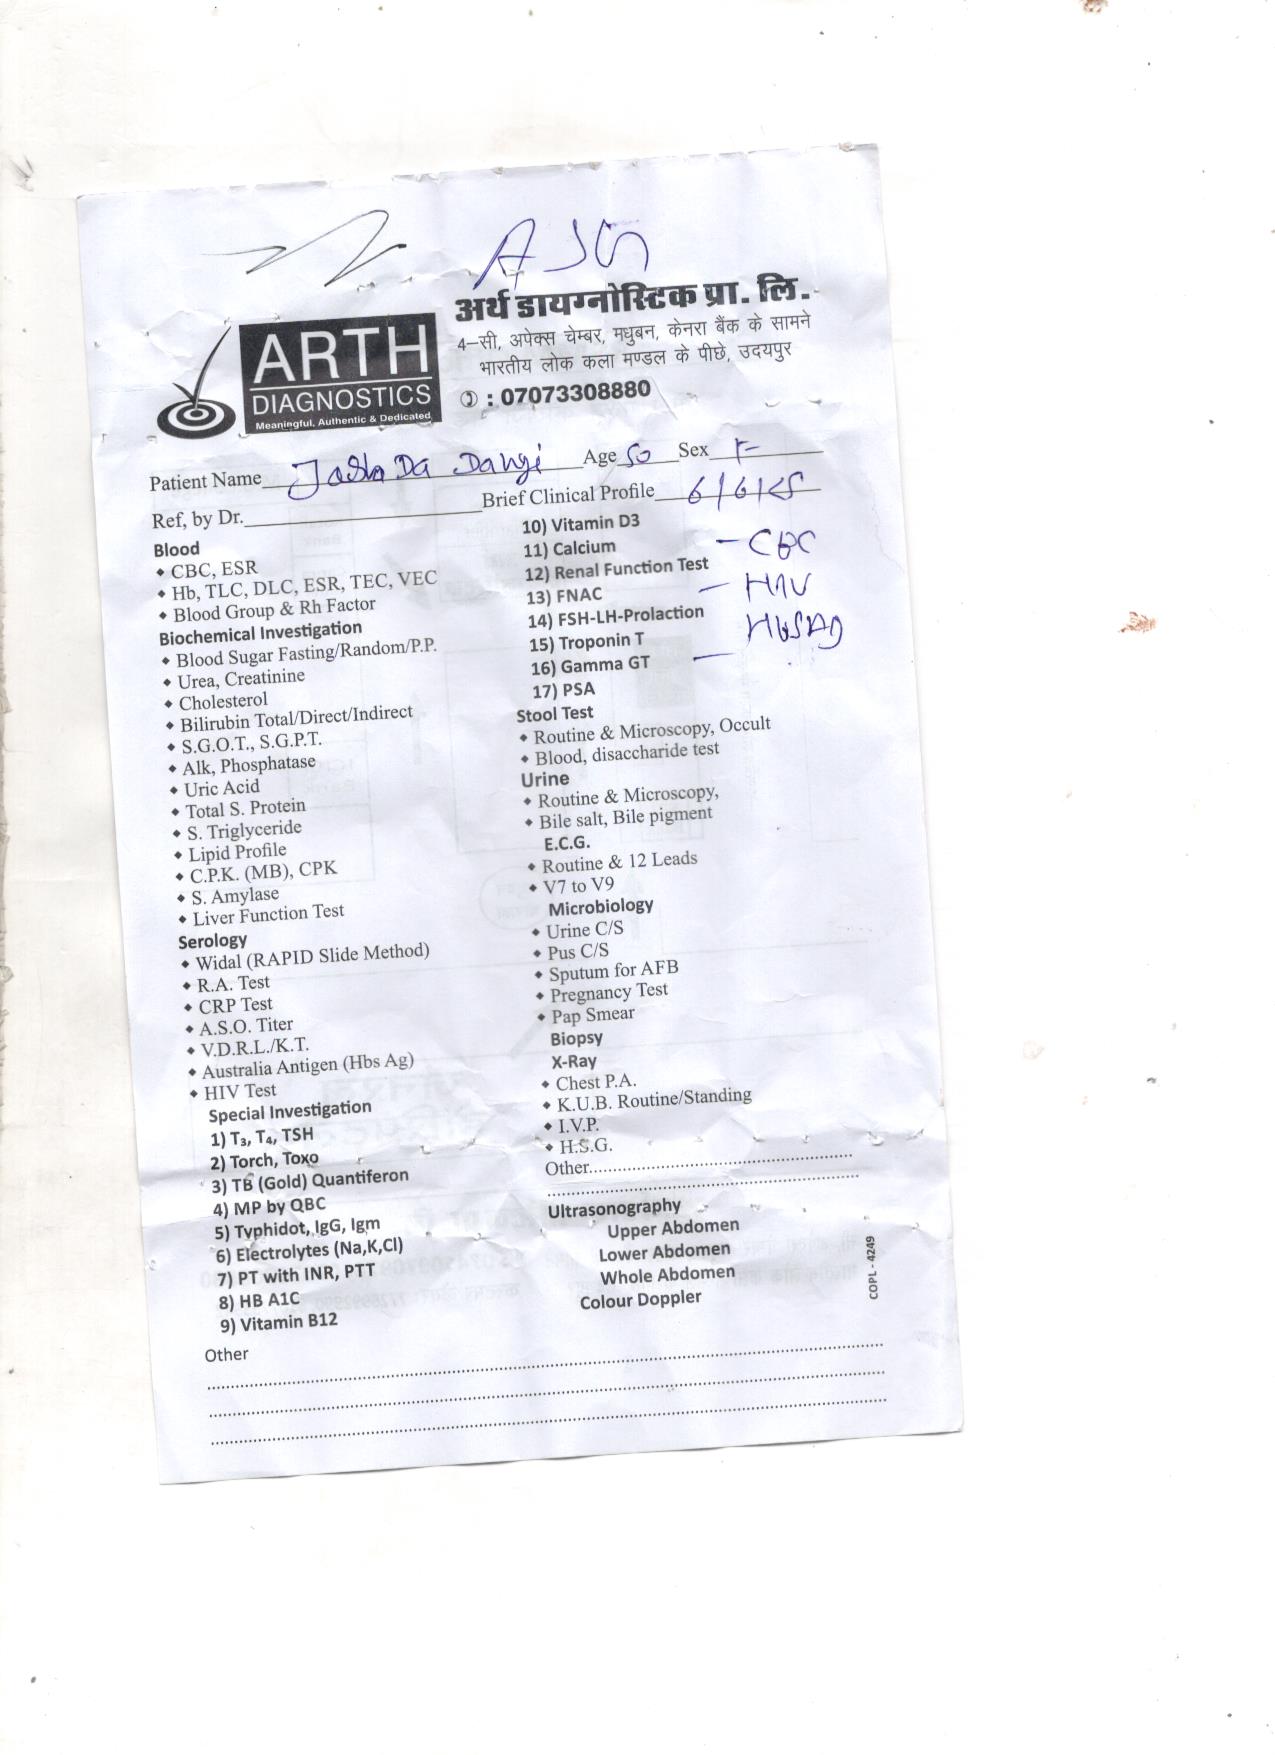 AJG
अर्थ डायग्नोस्टिक प्रा. लि.
4–सी, अपेक्स चेम्बर, मधुबन, केनरा बैंक के सामने
भारतीय लोक कला मण्डल के पीछे, उदयपुर
: 07073308880
ARTH
DIAGNOSTICS
Meaningful, Authentic & Dedicated
Patient Name Jasho Da Dangi Age 50 Sex F
Ref, by Dr. Brief Clinical Profile 6/6/25
Blood
• CBC, ESR
• Hb, TLC, DLC, ESR, TEC, VEC
• Blood Group & Rh Factor
Biochemical Investigation
• Blood Sugar Fasting/Random/P.P.
• Urea, Creatinine
• Cholesterol
• Bilirubin Total/Direct/Indirect
• S.G.O.T., S.G.P.T.
• Alk, Phosphatase
• Uric Acid
• Total S. Protein
• S. Triglyceride
• Lipid Profile
• C.P.K. (MB), CPK
• S. Amylase
• Liver Function Test
Serology
• Widal (RAPID Slide Method)
• R.A. Test
• CRP Test
• A.S.O. Titer
• V.D.R.L./K.T.
• Australia Antigen (Hbs Ag)
• HIV Test
Special Investigation
1) T₃, T₄, TSH
2) Torch, Toxo
3) TB (Gold) Quantiferon
4) MP by QBC
5) Typhidot, IgG, Igm
6) Electrolytes (Na,K,Cl)
7) PT with INR, PTT
8) HB A1C
9) Vitamin B12
10) Vitamin D3
11) Calcium
12) Renal Function Test
13) FNAC
14) FSH-LH-Prolaction
15) Troponin T
16) Gamma GT
17) PSA
– CBC
– HIV
– HbSAg
Stool Test
• Routine & Microscopy, Occult
• Blood, disaccharide test
Urine
• Routine & Microscopy,
• Bile salt, Bile pigment
E.C.G.
• Routine & 12 Leads
• V7 to V9
Microbiology
• Urine C/S
• Pus C/S
• Sputum for AFB
• Pregnancy Test
• Pap Smear
Biopsy
X-Ray
• Chest P.A.
• K.U.B. Routine/Standing
• I.V.P.
• H.S.G.
Other
Ultrasonography
Upper Abdomen
Lower Abdomen
Whole Abdomen
Colour Doppler
COPL - 4249
Other